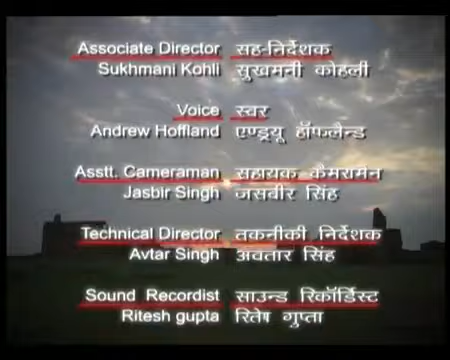 Associate Director सह-निर्देशक
Sukhmani Kohli सुखमनी कोहली
Voice स्वर
Andrew Hoffland एण्ड्रयू हॉफलैन्ड
Asstt. Cameraman सहायक कैमरामैन
Jasbir Singh जसबीर सिंह
Technical Director तकनीकी निर्देशक
Avtar Singh अवतार सिंह
Sound Recordist साउन्ड रिकॉर्डिस्ट
Ritesh gupta रितेष गुप्ता